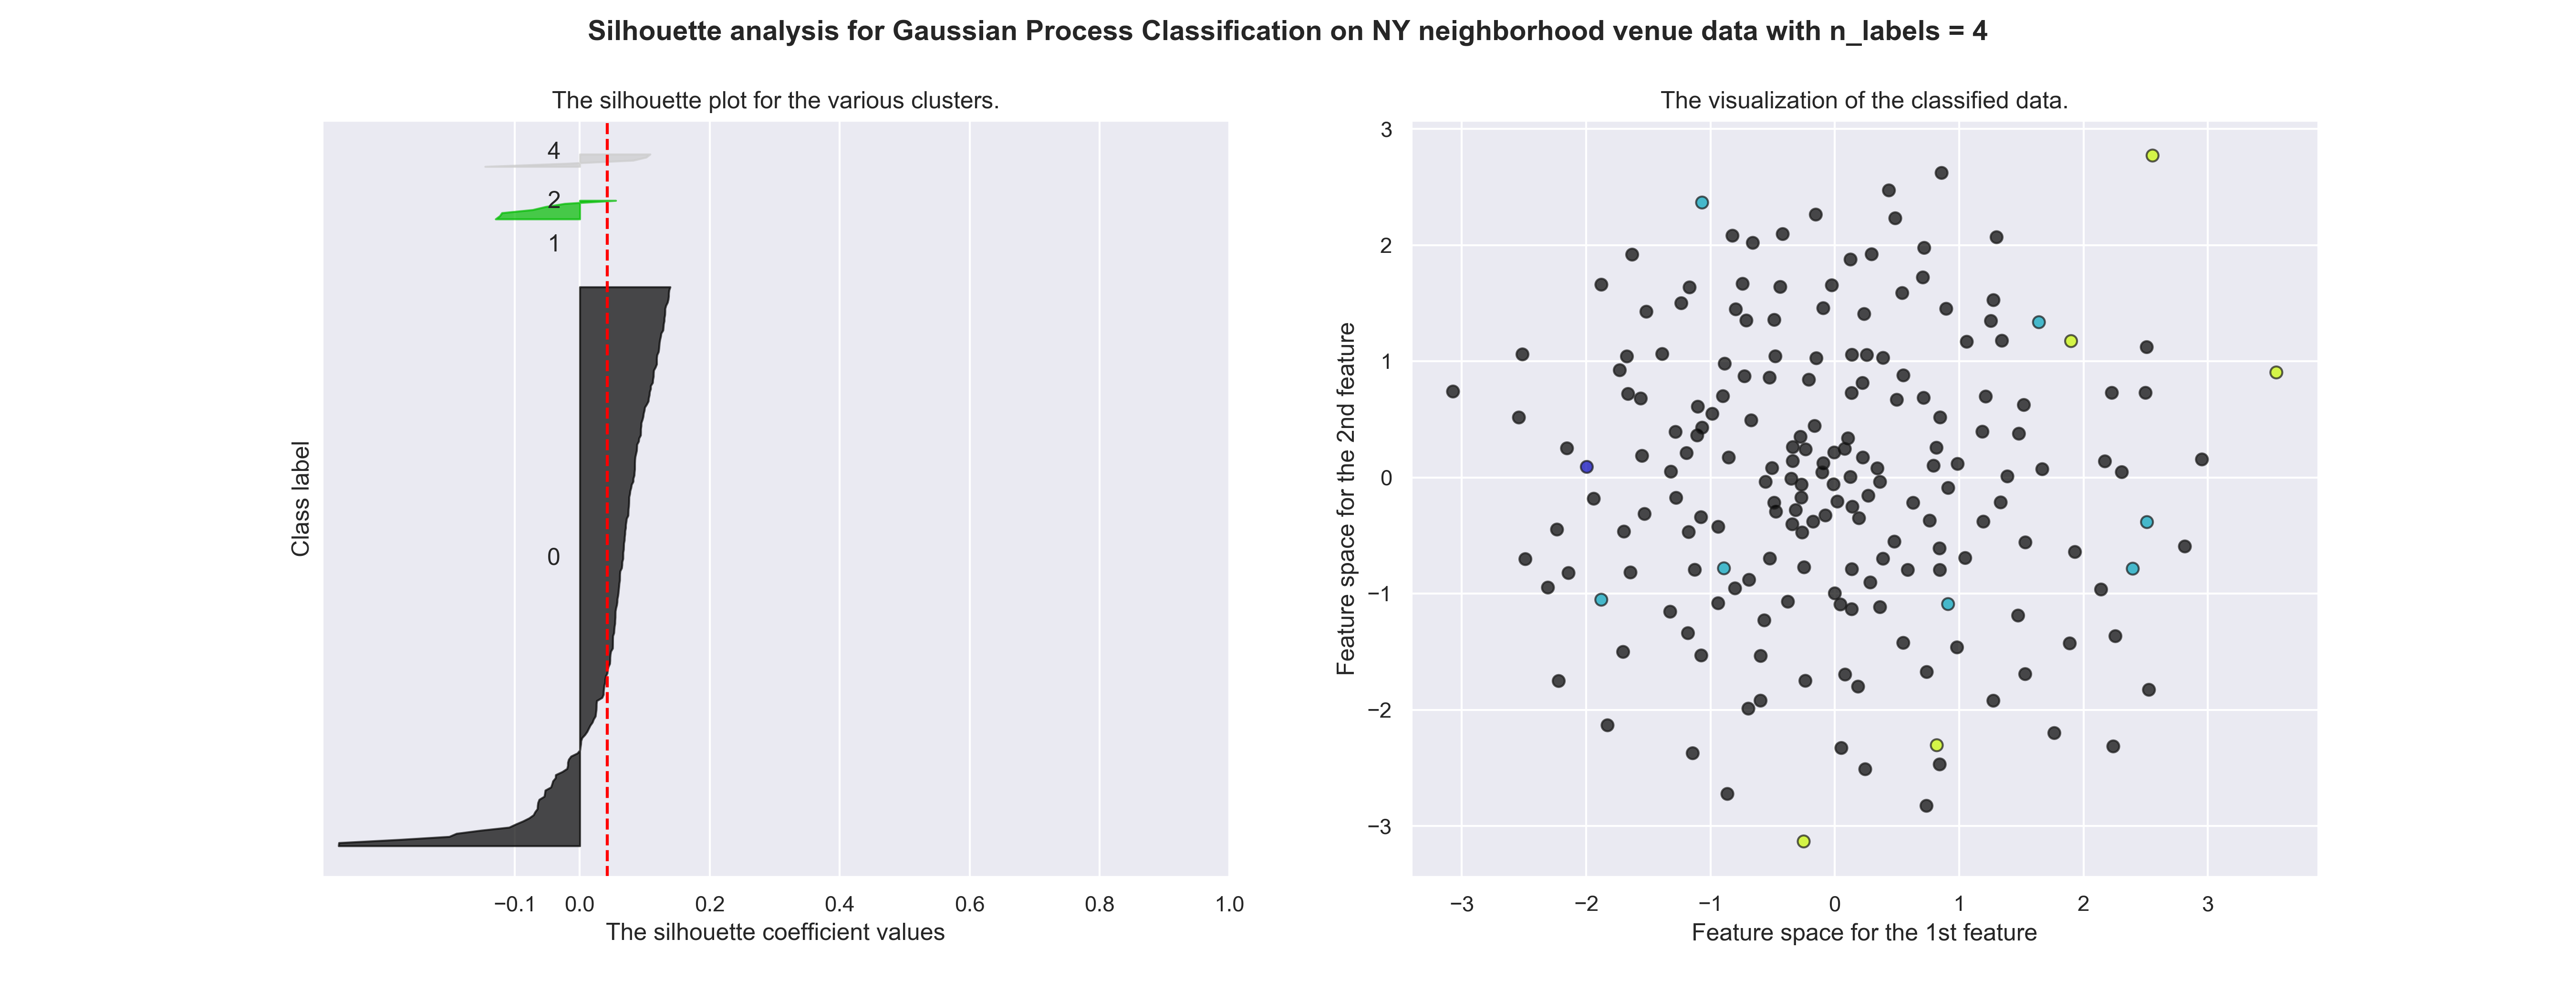 Silhouette analysis for Gaussian Process Classification on NY neighborhood venue data with n_labels = 4
The silhouette plot for the various clusters.
4
2
1
0
Class label
−0.1 0.0 0.2 0.4 0.6 0.8 1.0
The silhouette coefficient values
The visualization of the classified data.
3
2
1
0
−1
−2
−3
Feature space for the 2nd feature
−3 −2 −1 0 1 2 3
Feature space for the 1st feature